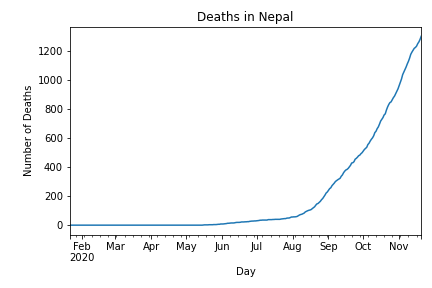 Deaths in Nepal
Number of Deaths
1200
1000
800
600
400
200
0
Feb Mar Apr May Jun Jul Aug Sep Oct Nov
2020
Day